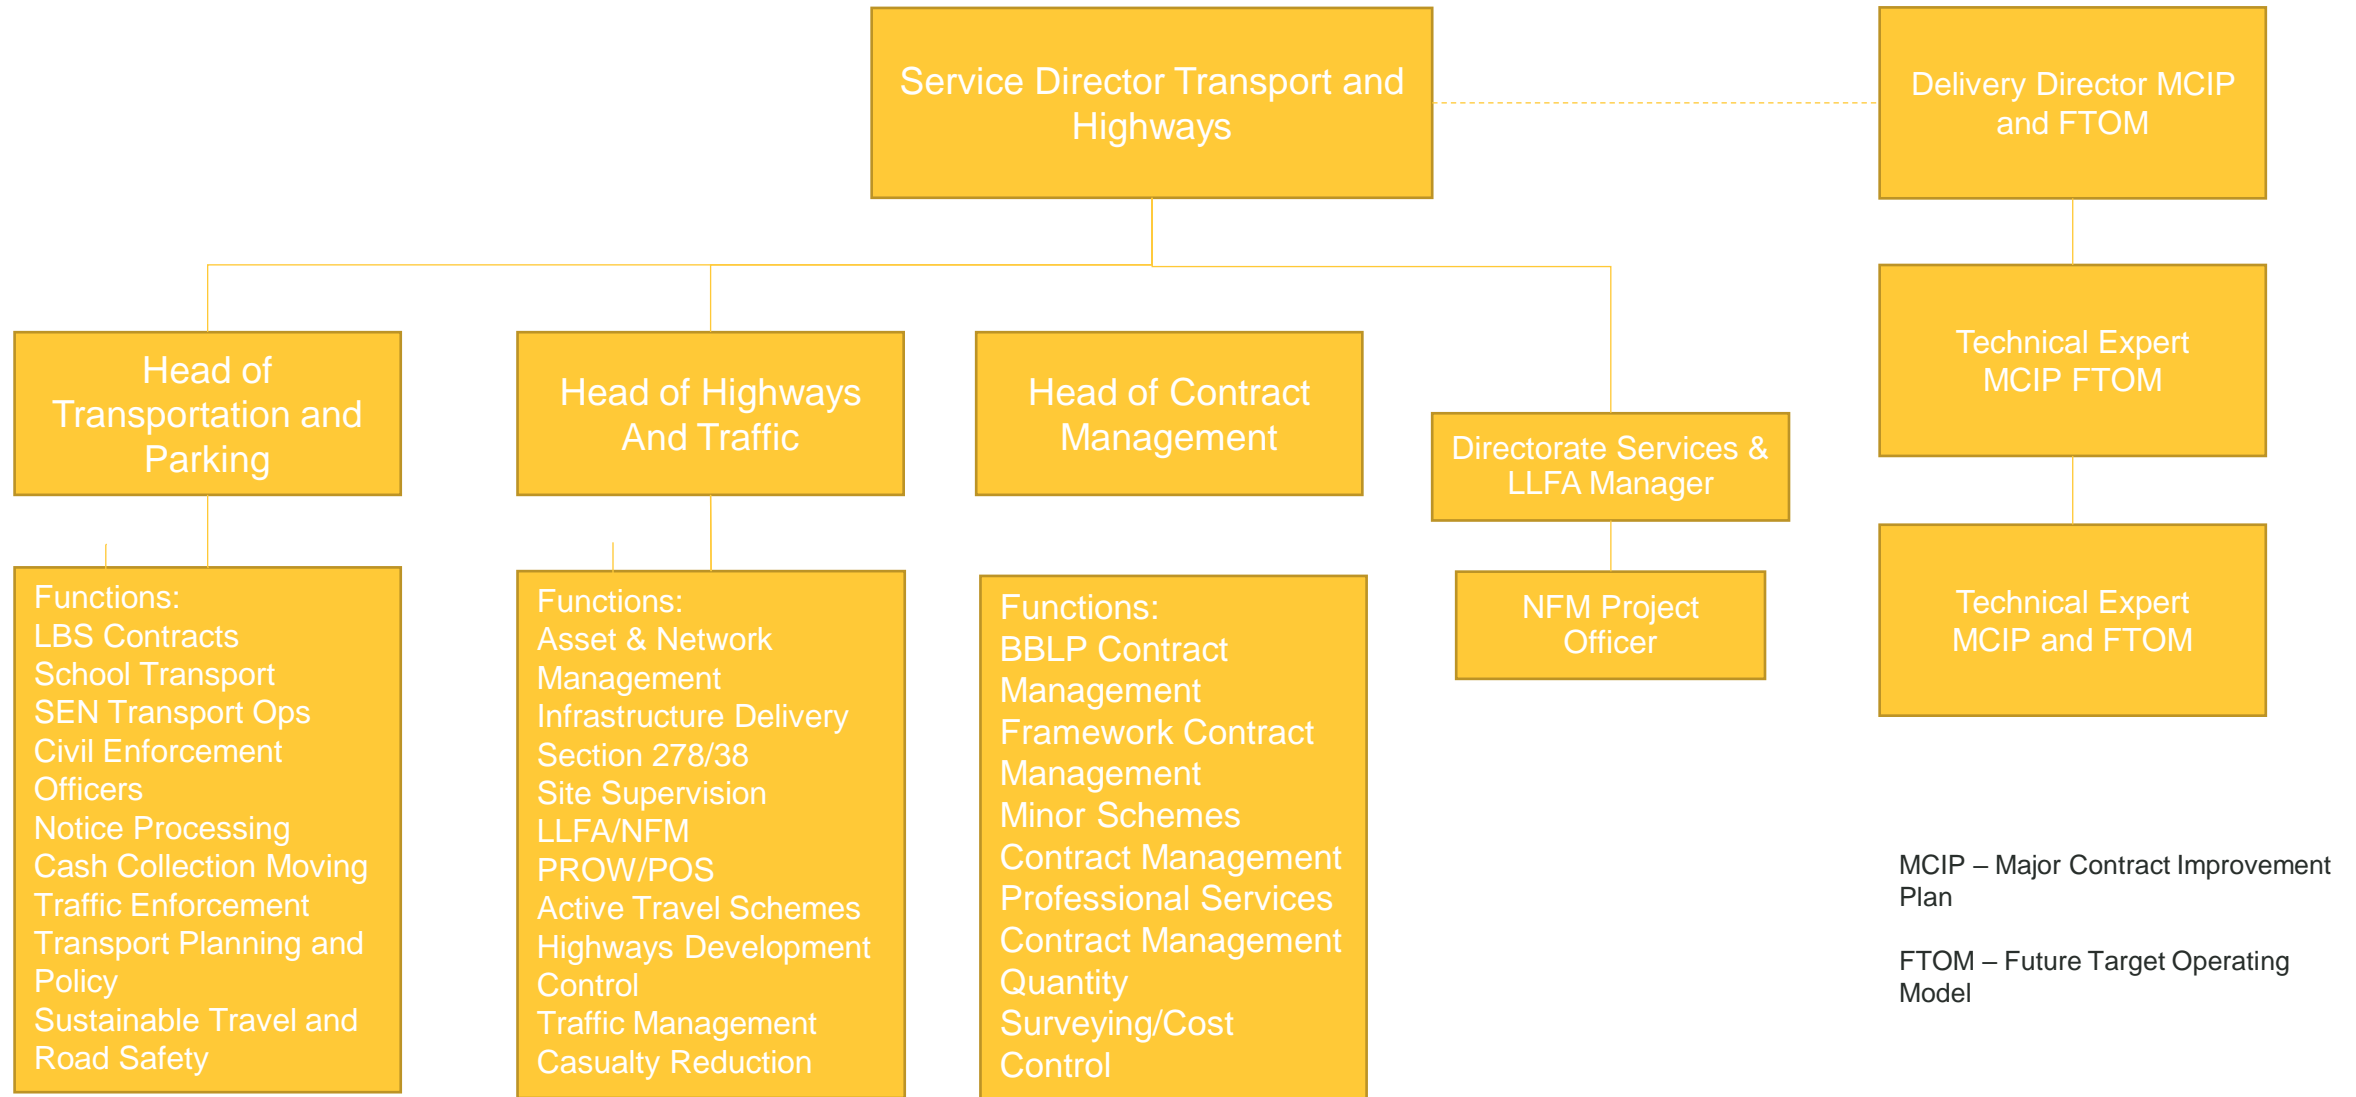 Service Director Transport and
Highways
Delivery Director MCIP
and FTOM
Head of
Transportation and
Parking
Head of Highways
And Traffic
Head of Contract
Management
Directorate Services &
LLFA Manager
Technical Expert
MCIP FTOM
Functions:
LBS Contracts
School Transport
SEN Transport Ops
Civil Enforcement
Officers
Notice Processing
Cash Collection Moving
Traffic Enforcement
Transport Planning and
Policy
Sustainable Travel and
Road Safety
Functions:
Asset & Network
Management
Infrastructure Delivery
Section 278/38
Site Supervision
LLFA/NFM
PROW/POS
Active Travel Schemes
Highways Development
Control
Traffic Management
Casualty Reduction
Functions:
BBLP Contract
Management
Framework Contract
Management
Minor Schemes
Contract Management
Professional Services
Contract Management
Quantity
Surveying/Cost
Control
NFM Project
Officer
Technical Expert
MCIP and FTOM
MCIP – Major Contract Improvement
Plan
FTOM – Future Target Operating
Model